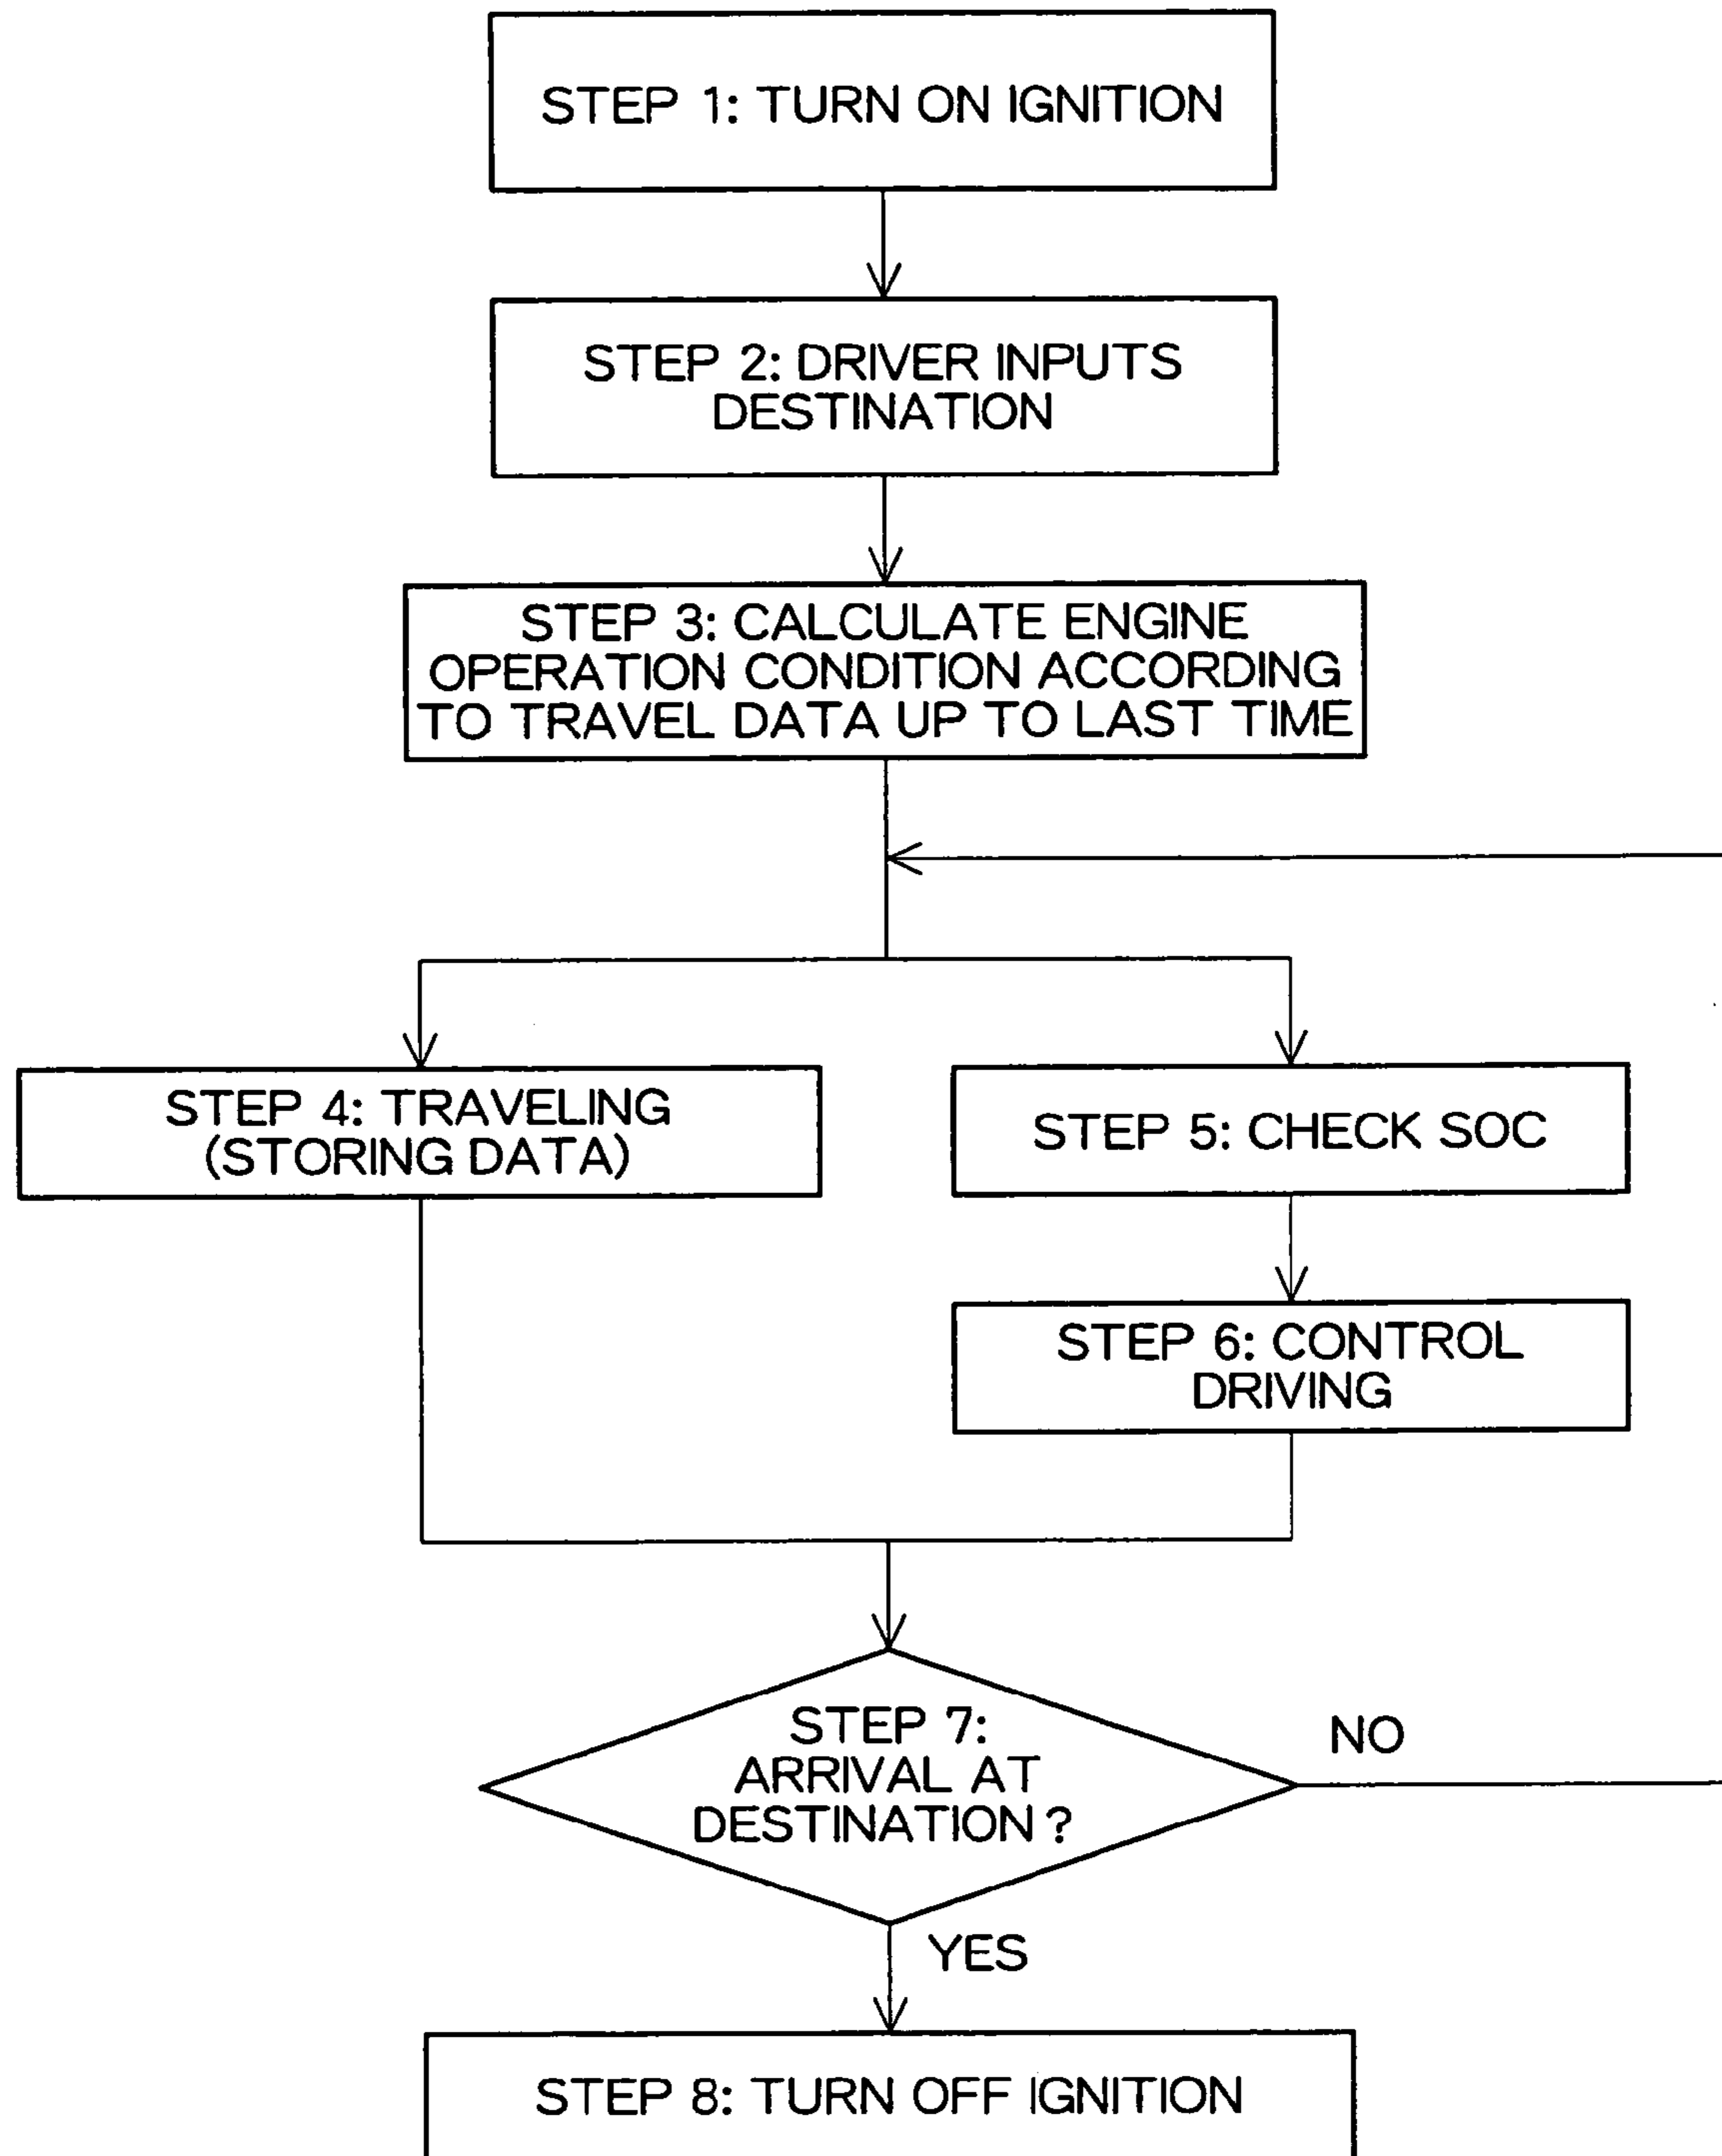 STEP 1: TURN ON IGNITION
STEP 2: DRIVER INPUTS
DESTINATION
STEP 3: CALCULATE ENGINE
OPERATION CONDITION ACCORDING
TO TRAVEL DATA UP TO LAST TIME
STEP 4: TRAVELING
(STORING DATA)
STEP 5: CHECK SOC
STEP 6: CONTROL
DRIVING
STEP 7:
ARRIVAL AT
DESTINATION?
NO
YES
STEP 8: TURN OFF IGNITION